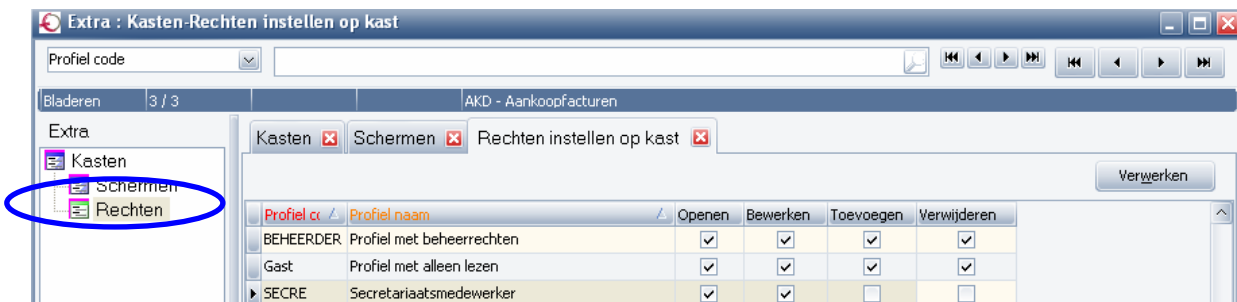 Extra : Kasten-Rechten instellen op kast
Profiel code
Bladeren 3 / 3 AKD - Aankoopfacturen
Extra
Kasten Schermen Rechten instellen op kast
Kasten
Schermen
Rechten
Verwerken
Profiel cc Profiel naam Openen Bewerken Toevoegen Verwijderen
BEHEERDER Profiel met beheerrechten
Gast Profiel met alleen lezen
SECRE Secretariaatsmedewerker